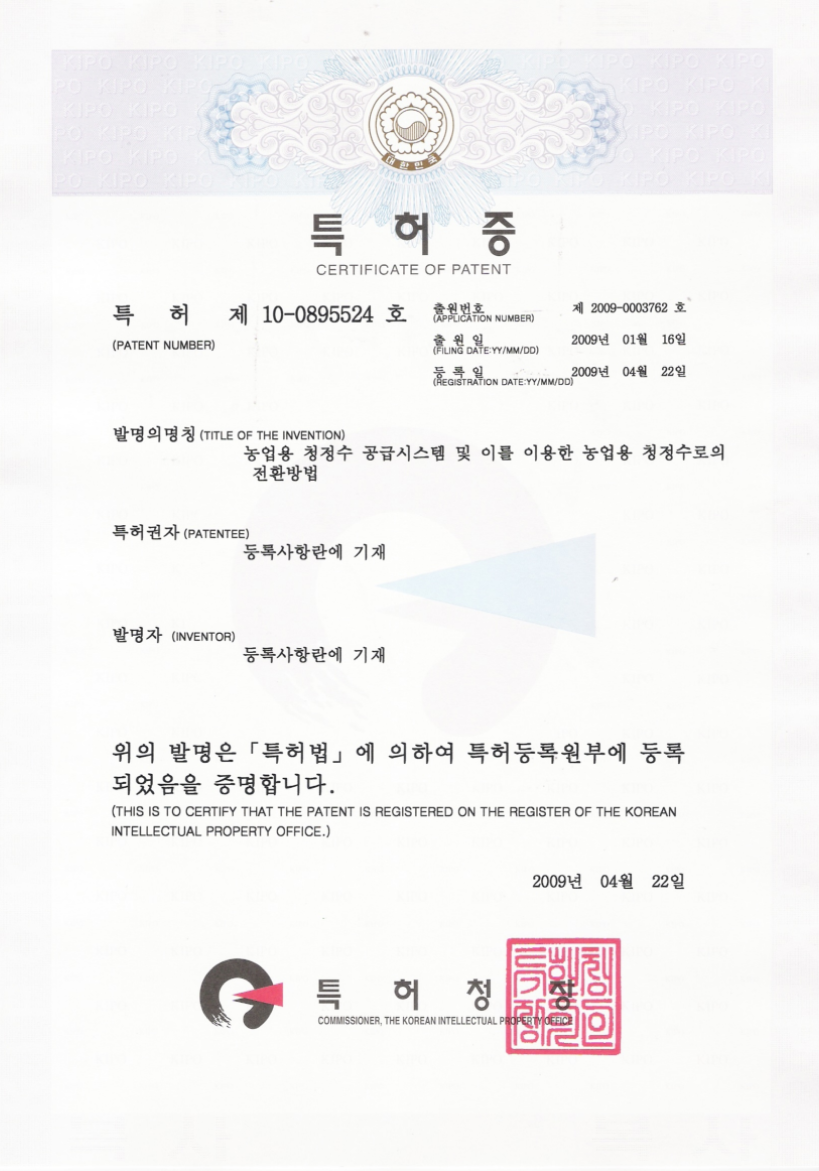 대한민국
특 허 증
CERTIFICATE OF PATENT
특 허 제 10-0895524 호
(PATENT NUMBER)
출원번호 제 2009-0003762 호
(APPLICATION NUMBER)
출 원 일 2009년 01월 16일
(FILING DATE:YY/MM/DD)
등 록 일 2009년 04월 22일
(REGISTRATION DATE:YY/MM/DD)
발명의명칭 (TITLE OF THE INVENTION)
농업용 청정수 공급시스템 및 이를 이용한 농업용 청정수로의
전환방법
특허권자 (PATENTEE)
등록사항란에 기재
발명자 (INVENTOR)
등록사항란에 기재
위의 발명은「특허법」에 의하여 특허등록원부에 등록
되었음을 증명합니다.
(THIS IS TO CERTIFY THAT THE PATENT IS REGISTERED ON THE REGISTER OF THE KOREAN
INTELLECTUAL PROPERTY OFFICE.)
2009년 04월 22일
특 허 청 장
COMMISSIONER, THE KOREAN INTELLECTUAL PROPERTY OFFICE